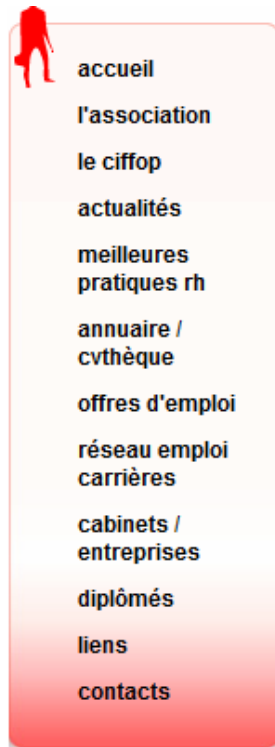 accueil
l'association
le ciffop
actualités
meilleures
pratiques rh
annuaire /
cvthèque
offres d'emploi
réseau emploi
carrières
cabinets /
entreprises
diplômés
liens
contacts